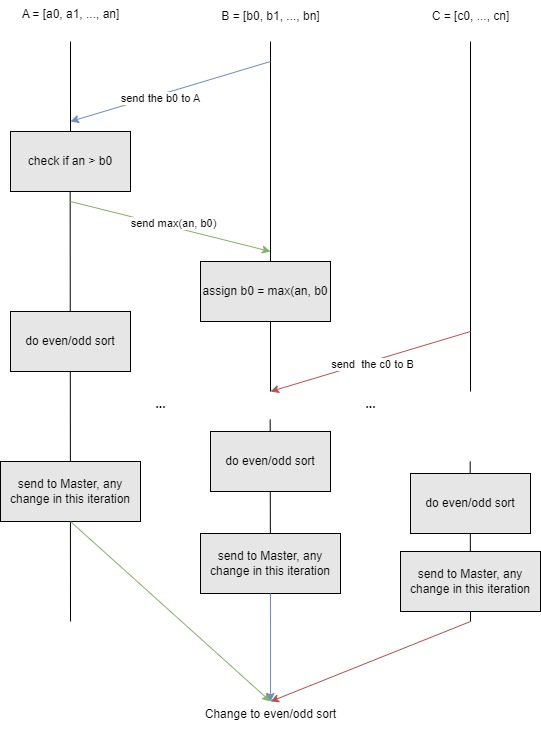 A = [a0, a1, ..., an]
B = [b0, b1, ..., bn]
C = [c0, ..., cn]
send the b0 to A
check if an > b0
send max(an, b0)
assign b0 = max(an, b0
do even/odd sort
send  the c0 to B
...
...
do even/odd sort
send to Master, any
change in this iteration
do even/odd sort
send to Master, any
change in this iteration
send to Master, any
change in this iteration
Change to even/odd sort